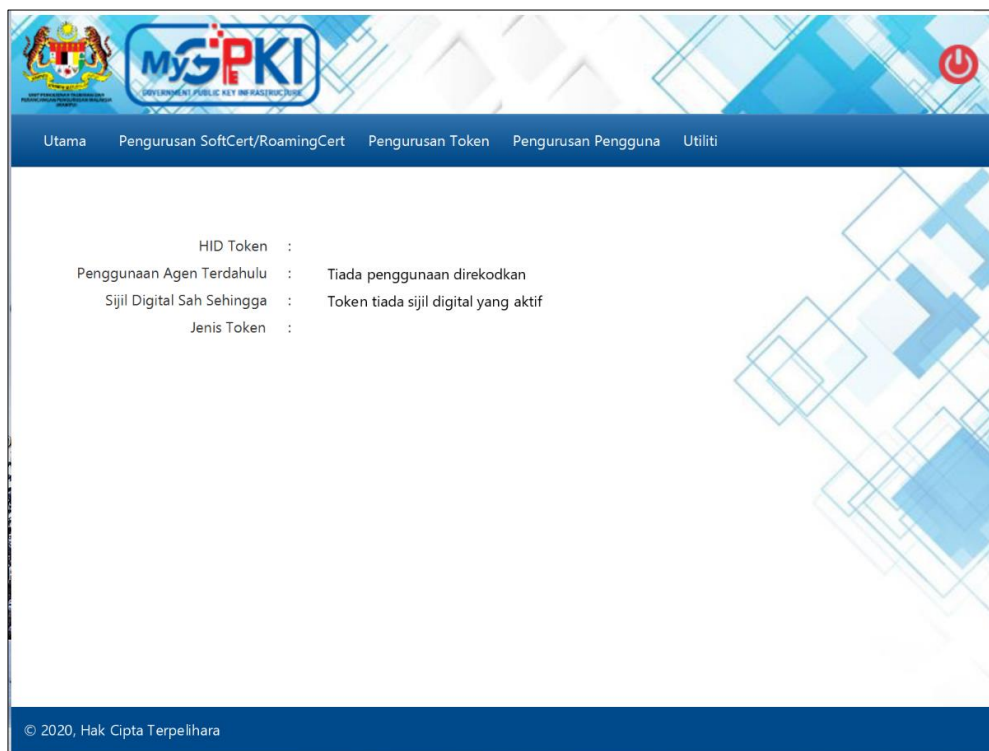 MyGPKI
GOVERNMENT PUBLIC KEY INFRASTRUCTURE
Utama Pengurusan SoftCert/RoamingCert Pengurusan Token Pengurusan Pengguna Utiliti
HID Token :
Penggunaan Agen Terdahulu : Tiada penggunaan direkodkan
Sijil Digital Sah Sehingga : Token tiada sijil digital yang aktif
Jenis Token :
© 2020, Hak Cipta Terpelihara